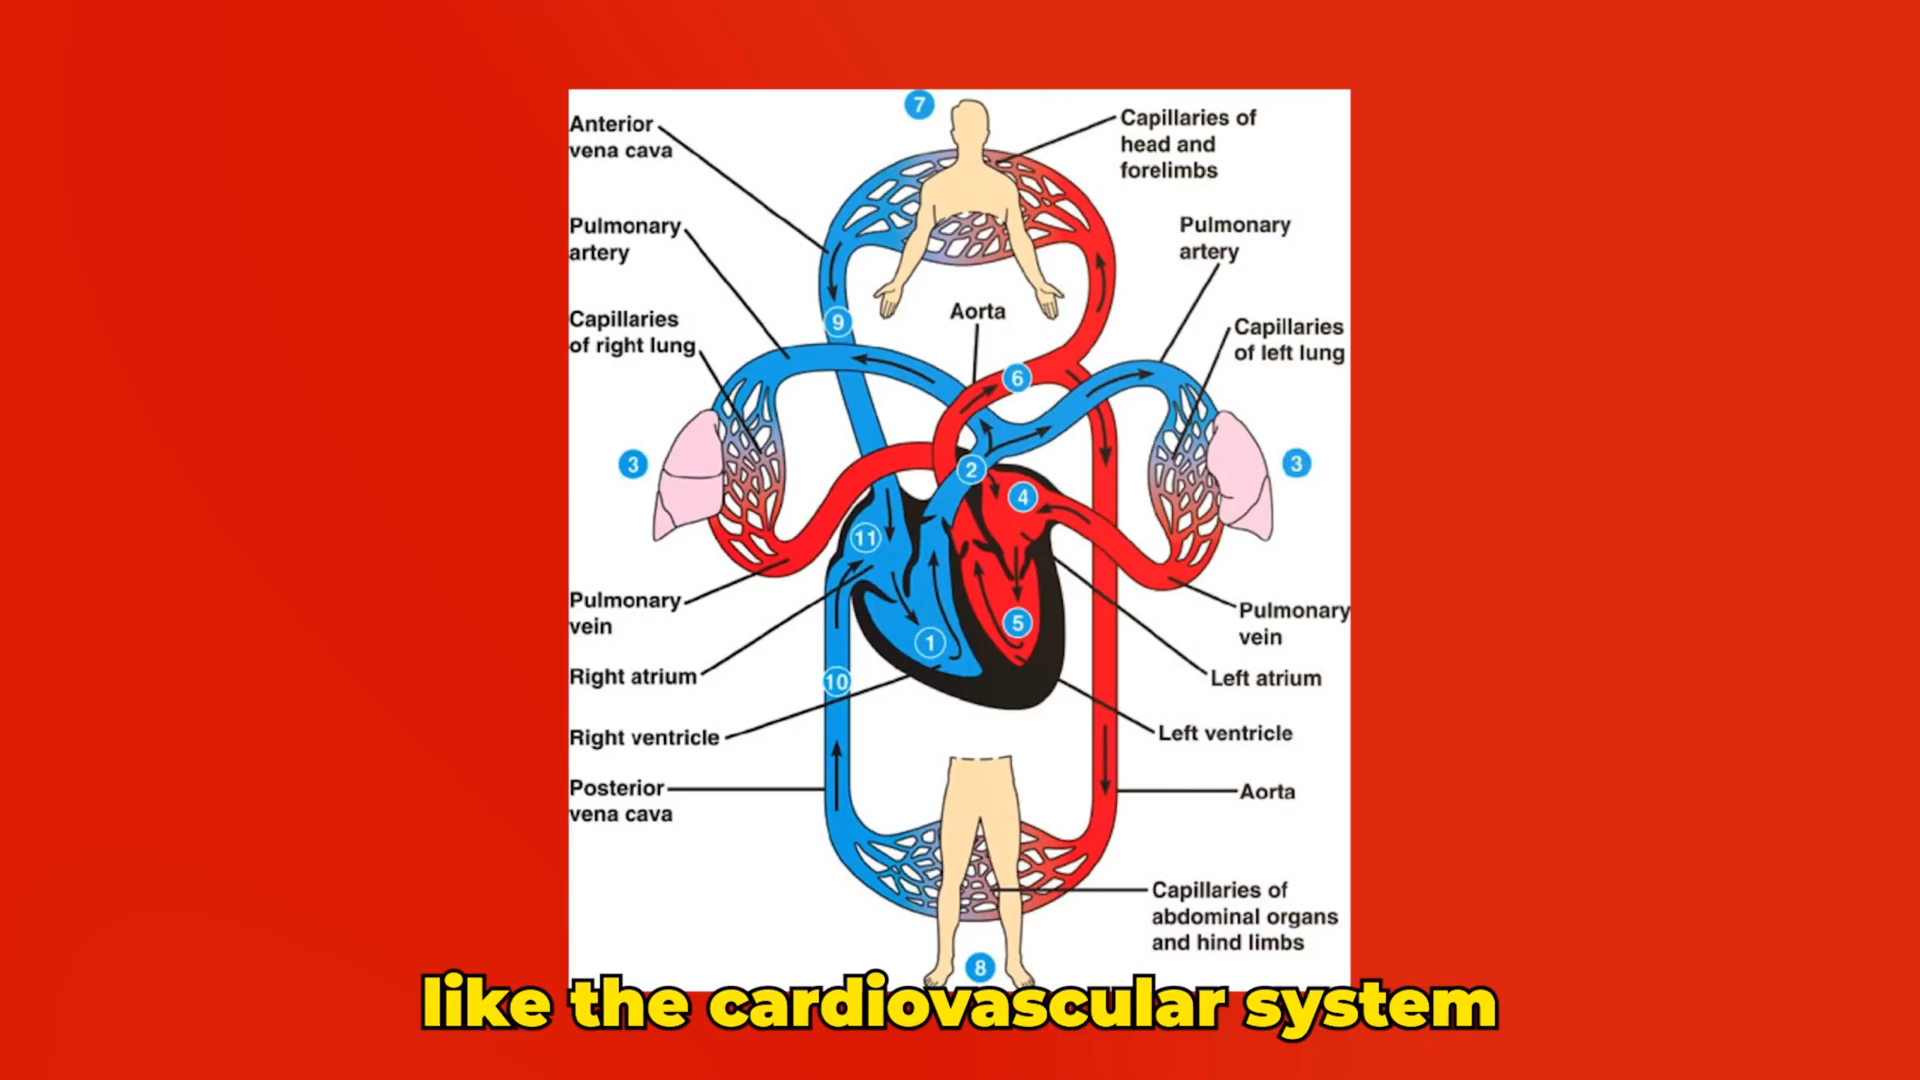 7
Anterior
vena cava
Capillaries of
head and
forelimbs
Pulmonary
artery
Pulmonary
artery
Aorta
Capillaries
of right lung
9
Capillaries
of left lung
6
3
2
4
3
11
Pulmonary
vein
5
1
Pulmonary
vein
Right atrium
10
Left atrium
Right ventricle
Left ventricle
Posterior
vena cava
Aorta
Capillaries of
abdominal organs
and hind limbs
8
like the cardiovascular system